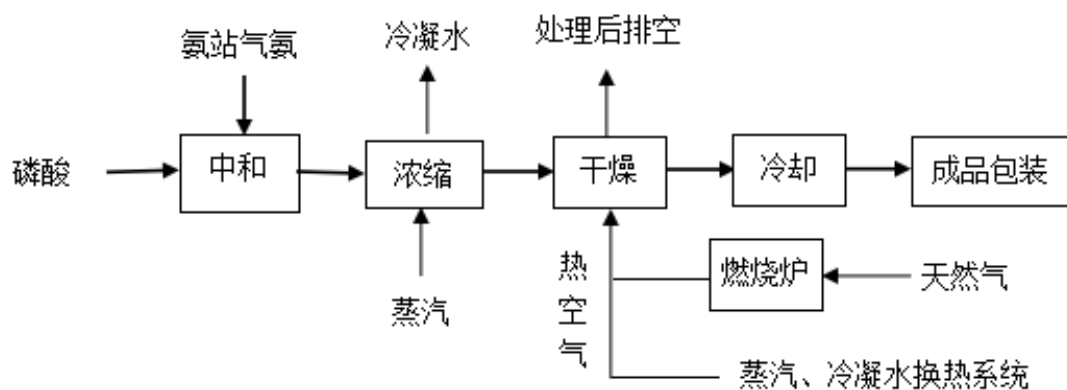 氨站气氨
冷凝水
处理后排空
磷酸
中和
浓缩
干燥
冷却
成品包装
蒸汽
热空气
燃烧炉
天然气
蒸汽、冷凝水换热系统